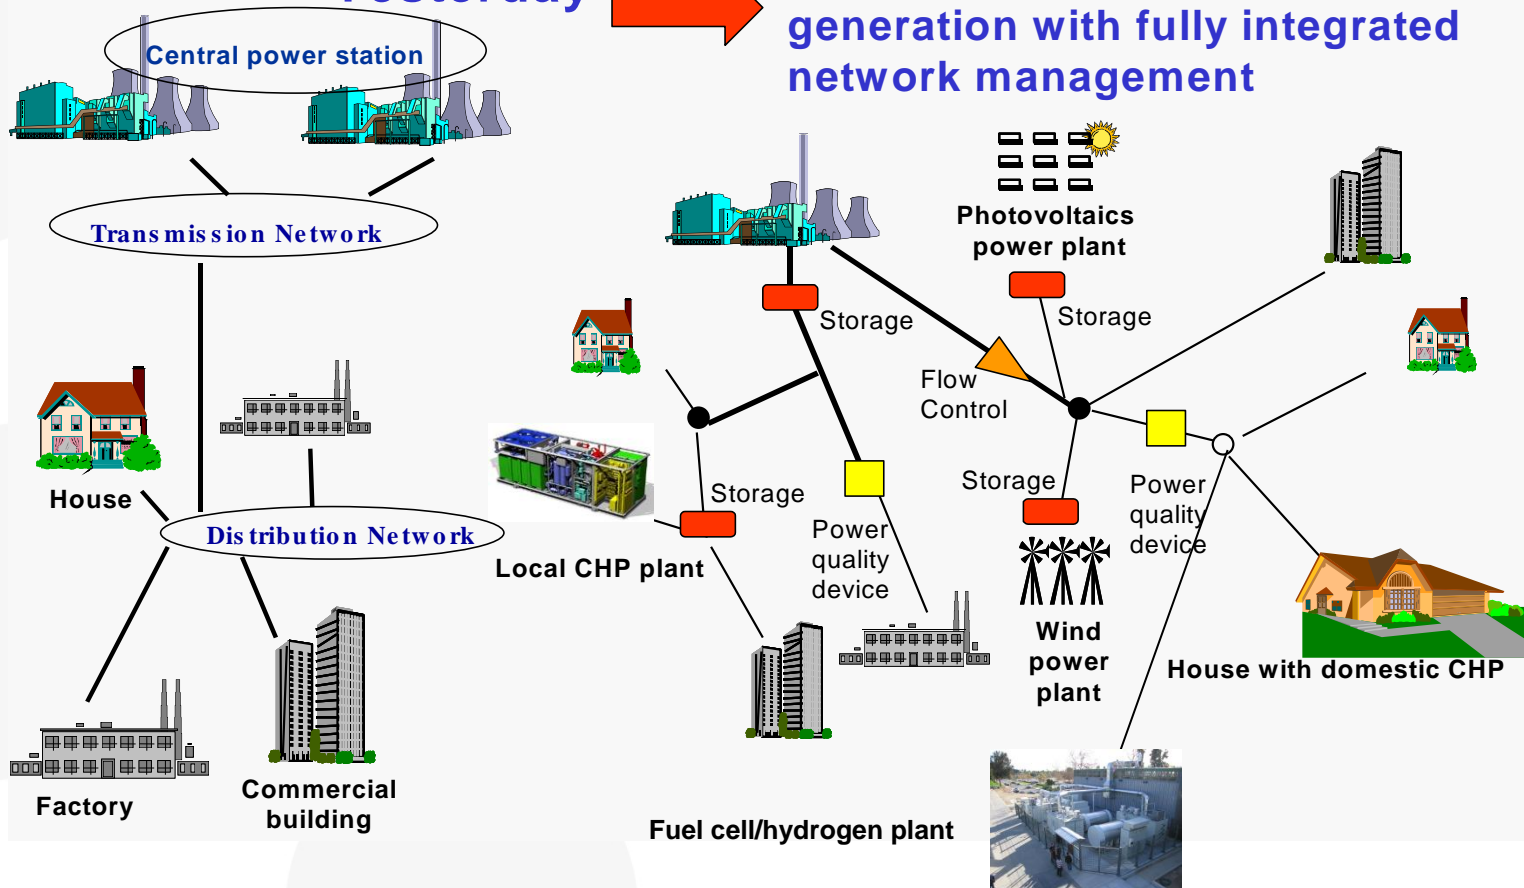 Yesterday
generation with fully integrated
network management
Central power station
Transmission Network
House
Distribution Network
Factory
Commercial
building
Storage
Photovoltaics
power plant
Storage
Flow
Control
Storage
Local CHP plant
Power
quality
device
Storage
Power
quality
device
Wind
power
plant
House with domestic CHP
Fuel cell/hydrogen plant